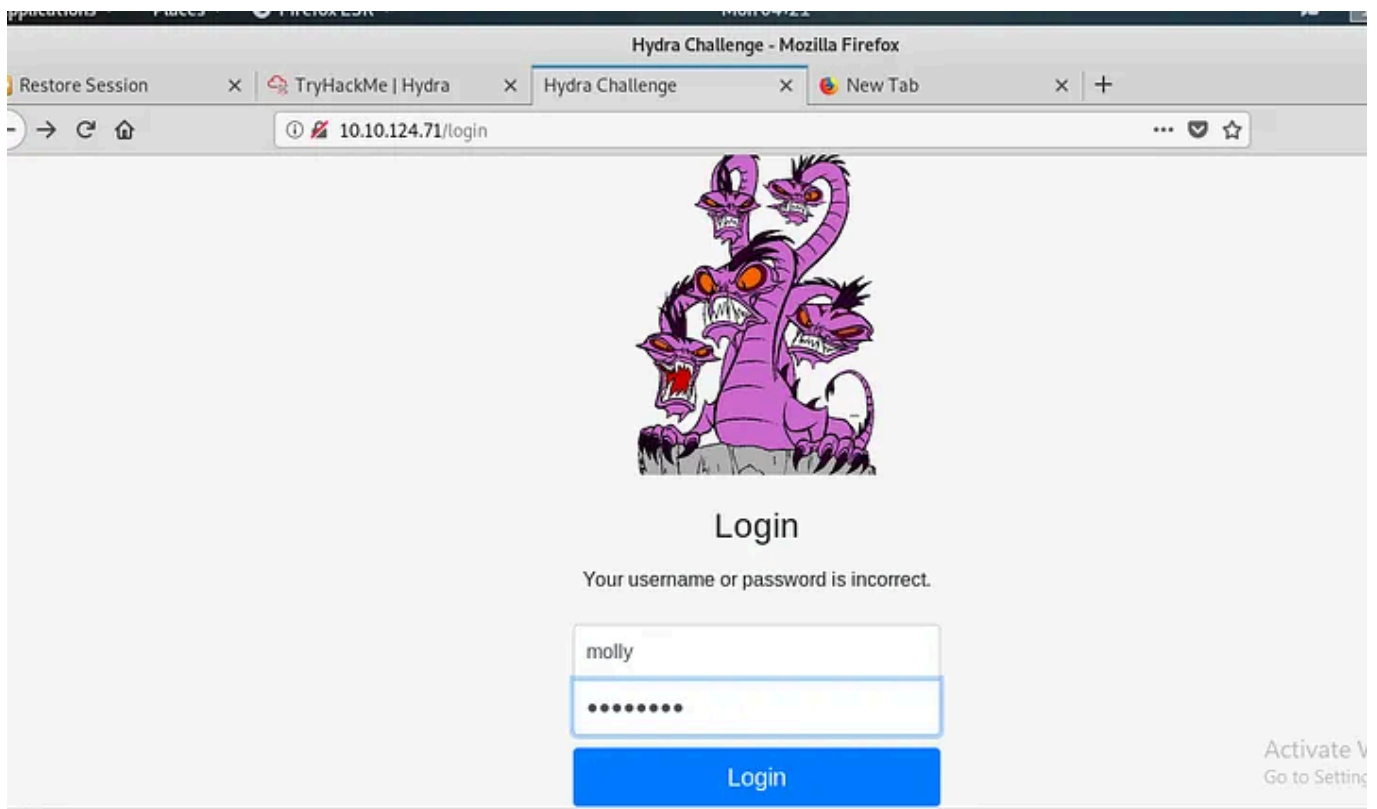 Hydra Challenge - Mozilla Firefox
Restore Session TryHackMe | Hydra Hydra Challenge New Tab
10.10.124.71/login
Login
Your username or password is incorrect.
molly
Login
Activate
Go to Setting